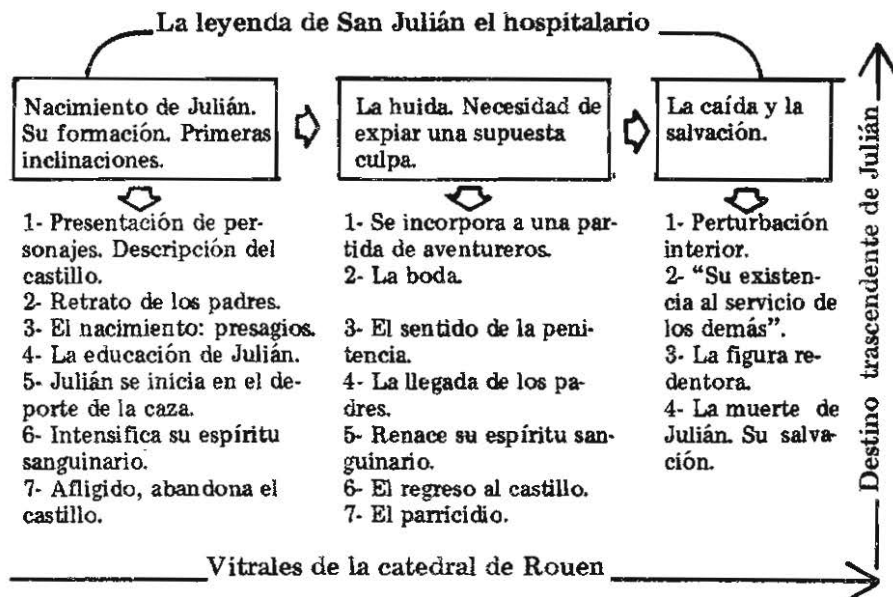 La leyenda de San Julián el hospitalario
Nacimiento de Julián.
Su formación. Primeras
inclinaciones.
1- Presentación de per-
sonajes. Descripción del
castillo.
2- Retrato de los padres.
3- El nacimiento: presagios.
4- La educación de Julián.
5- Julián se inicia en el de-
porte de la caza.
6- Intensifica su espíritu
sanguinario.
7- Afligido, abandona el
castillo.
La huida. Necesidad de
expiar una supuesta
culpa.
1- Se incorpora a una par-
tida de aventureros.
2- La boda.
3- El sentido de la peni-
tencia.
4- La llegada de los pa-
dres.
5- Renace su espíritu san-
guinario.
6- El regreso al castillo.
7- El parricidio.
La caída y la
salvación.
1- Perturbación
interior.
2- “Su existen-
cia al servicio de
los demás”.
3- La figura re-
dentora.
4- La muerte de
Julián. Su salva-
ción.
Destino trascendente de Julián
Vitrales de la catedral de Rouen